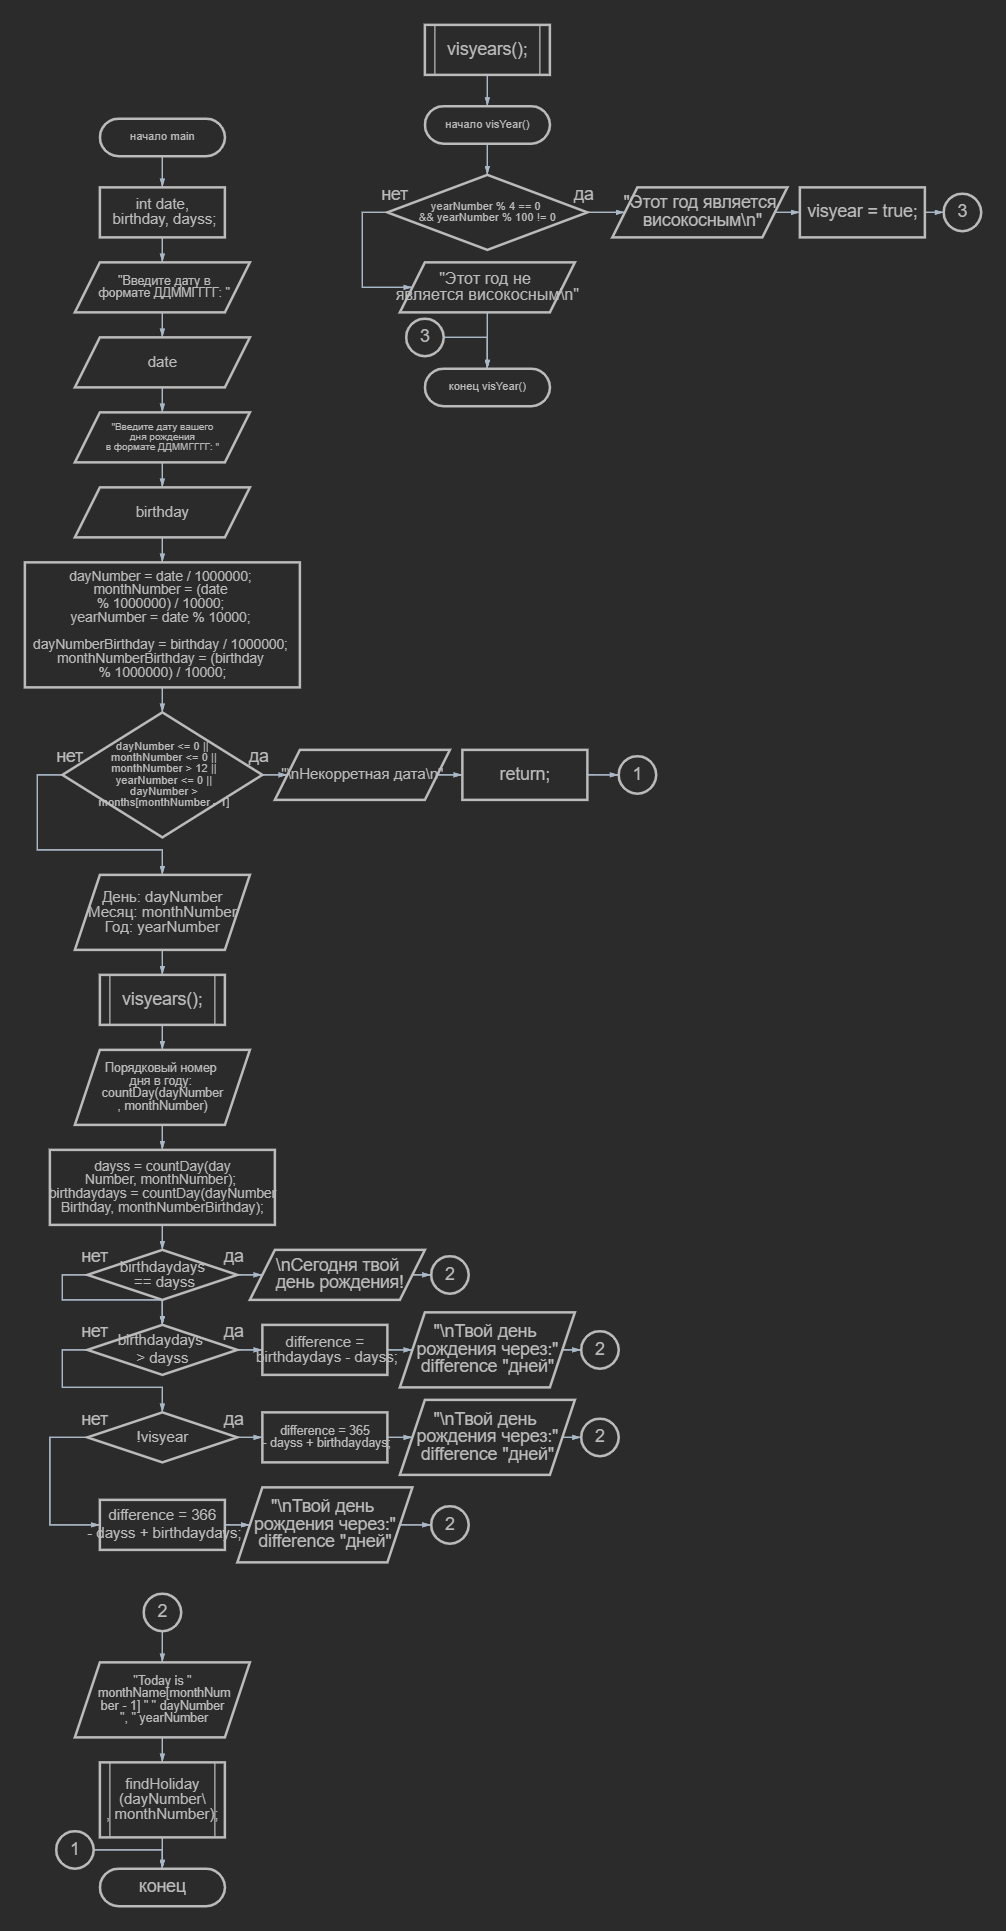 visyears();
начало visYear()
нет
да
yearNumber % 4 == 0
&& yearNumber % 100 != 0
"Этот год является
високосным\n"
visyear = true;
3
"Этот год не
является високосным\n"
3
конец visYear()
начало main
int date,
birthday, dayss;
"Введите дату в
формате ДДММГГГГ: "
date
"Введите дату вашего
дня рождения
в формате ДДММГГГГ: "
birthday
dayNumber = date / 1000000;
monthNumber = (date
% 1000000) / 10000;
yearNumber = date % 10000;
dayNumberBirthday = birthday / 1000000;
monthNumberBirthday = (birthday
% 1000000) / 10000;
нет
да
dayNumber <= 0 ||
monthNumber <= 0 ||
monthNumber > 12 ||
yearNumber <= 0 ||
dayNumber >
months[monthNumber - 1]
"\nНекорретная дата\n"
return;
1
День: dayNumber
Месяц: monthNumber
Год: yearNumber
visyears();
Порядковый номер
дня в году:
countDay(dayNumber
, monthNumber)
dayss = countDay(day
Number, monthNumber);
birthdaydays = countDay(dayNumber
Birthday, monthNumberBirthday);
нет
да
birthdaydays
== dayss
\nСегодня твой
день рождения!
2
нет
да
birthdaydays
> dayss
difference =
birthdaydays - dayss;
"\nТвой день
рождения через:"
difference "дней"
2
нет
да
!visyear
difference = 365
- dayss + birthdaydays;
"\nТвой день
рождения через:"
difference "дней"
2
difference = 366
- dayss + birthdaydays;
"\nТвой день
рождения через:"
difference "дней"
2
2
"Today is "
monthName[monthNum
ber - 1] " " dayNumber
", " yearNumber
findHoliday
(dayNumber\
, monthNumber);
1
конец